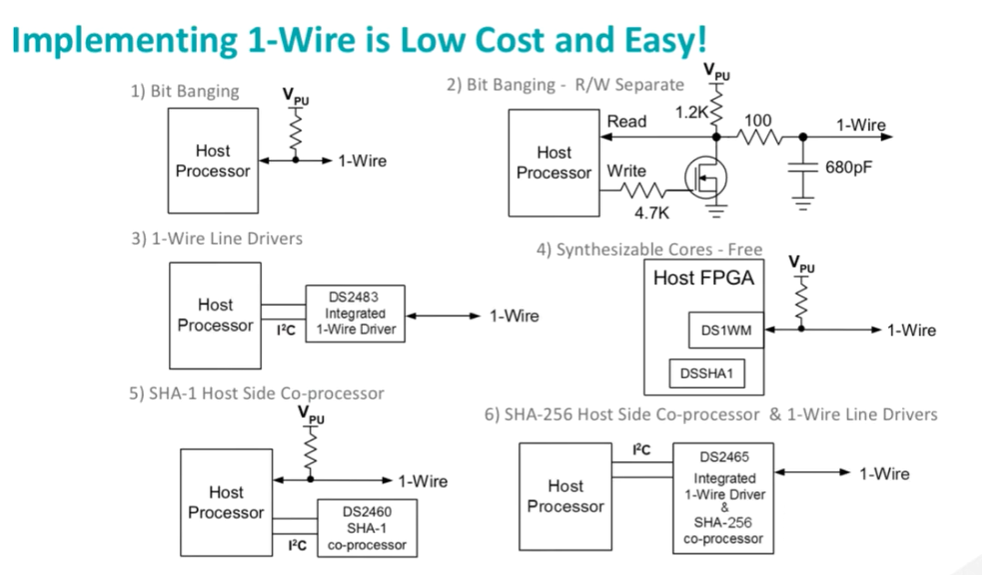 Implementing 1-Wire is Low Cost and Easy!
1) Bit Banging
VPU
Host
Processor
1-Wire
2) Bit Banging - R/W Separate
VPU
1.2K
100
1-Wire
Read
Host
Processor
Write
4.7K
680pF
3) 1-Wire Line Drivers
Host
Processor
I²C
DS2483
Integrated
1-Wire Driver
1-Wire
4) Synthesizable Cores - Free
Host FPGA
VPU
DS1WM
1-Wire
DSSHA1
5) SHA-1 Host Side Co-processor
VPU
1-Wire
Host
Processor
I²C
DS2460
SHA-1
co-processor
6) SHA-256 Host Side Co-processor & 1-Wire Line Drivers
Host
Processor
I²C
DS2465
Integrated
1-Wire Driver
&
SHA-256
co-processor
1-Wire